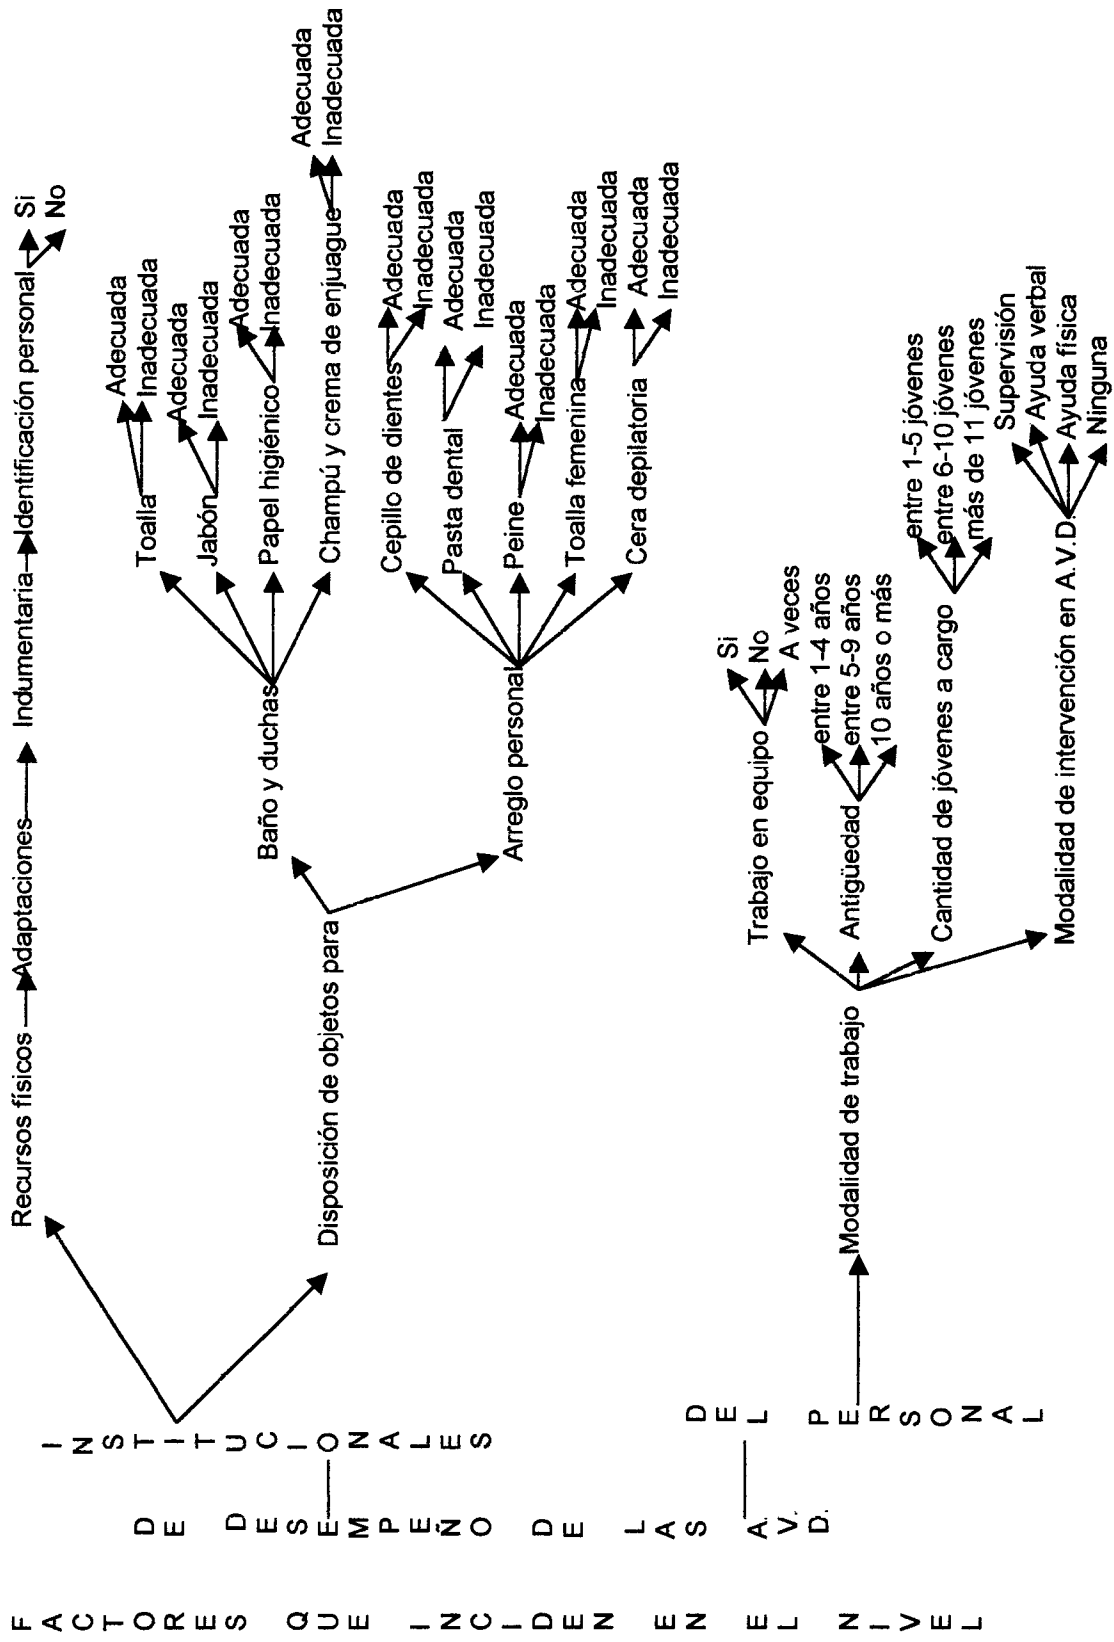 FACTORES QUE INCIDEN EN EL NIVEL
DE DESEMPEÑO DE LAS A.V.D.
INSTITUCIONALES
Recursos físicos
Adaptaciones
Indumentaria
Identificación personal
Si
No
Disposición de objetos para
Baño y duchas
Toalla
Adecuada
Inadecuada
Jabón
Adecuada
Inadecuada
Papel higiénico
Adecuada
Inadecuada
Champú y crema de enjuague
Adecuada
Inadecuada
Arreglo personal
Cepillo de dientes
Adecuada
Inadecuada
Pasta dental
Adecuada
Inadecuada
Peine
Adecuada
Inadecuada
Toalla femenina
Adecuada
Inadecuada
Cera depilatoria
Adecuada
Inadecuada
DEL PERSONAL
Modalidad de trabajo
Trabajo en equipo
Si
No
A veces
Antigüedad
entre 1-4 años
entre 5-9 años
10 años o más
Cantidad de jóvenes a cargo
entre 1-5 jóvenes
entre 6-10 jóvenes
más de 11 jóvenes
Modalidad de intervención en A.V.D.
Supervisión
Ayuda verbal
Ayuda física
Ninguna